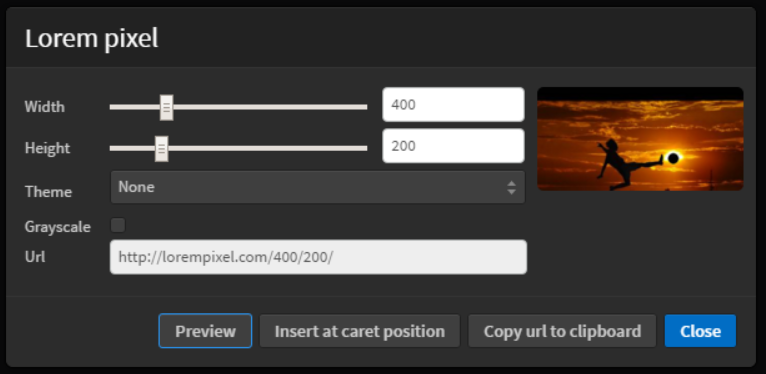 Lorem pixel
Width 400
Height 200
Theme None
Grayscale
Url http://lorempixel.com/400/200/
Preview Insert at caret position Copy url to clipboard Close